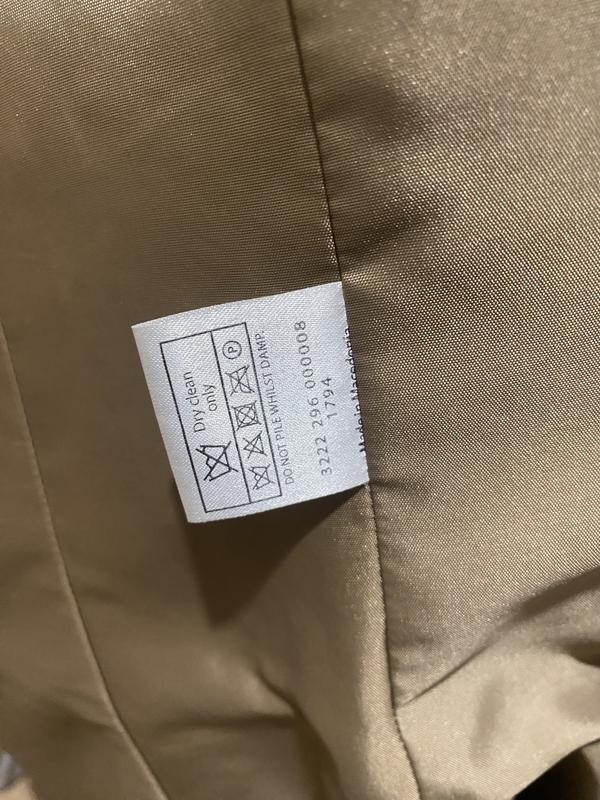 Dry clean
only
P
DO NOT PILE WHILST DAMP.
3222 296 000008
1794
Made in Macedonia